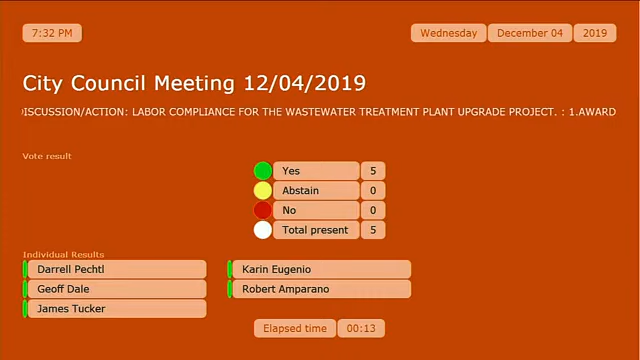 7:32 PM Wednesday December 04 2019
City Council Meeting 12/04/2019
DISCUSSION/ACTION: LABOR COMPLIANCE FOR THE WASTEWATER TREATMENT PLANT UPGRADE PROJECT. : 1.AWARD
Vote result
Yes 5
Abstain 0
No 0
Total present 5
Individual Results
Darrell Pechtl Karin Eugenio
Geoff Dale Robert Amparano
James Tucker
Elapsed time 00:13